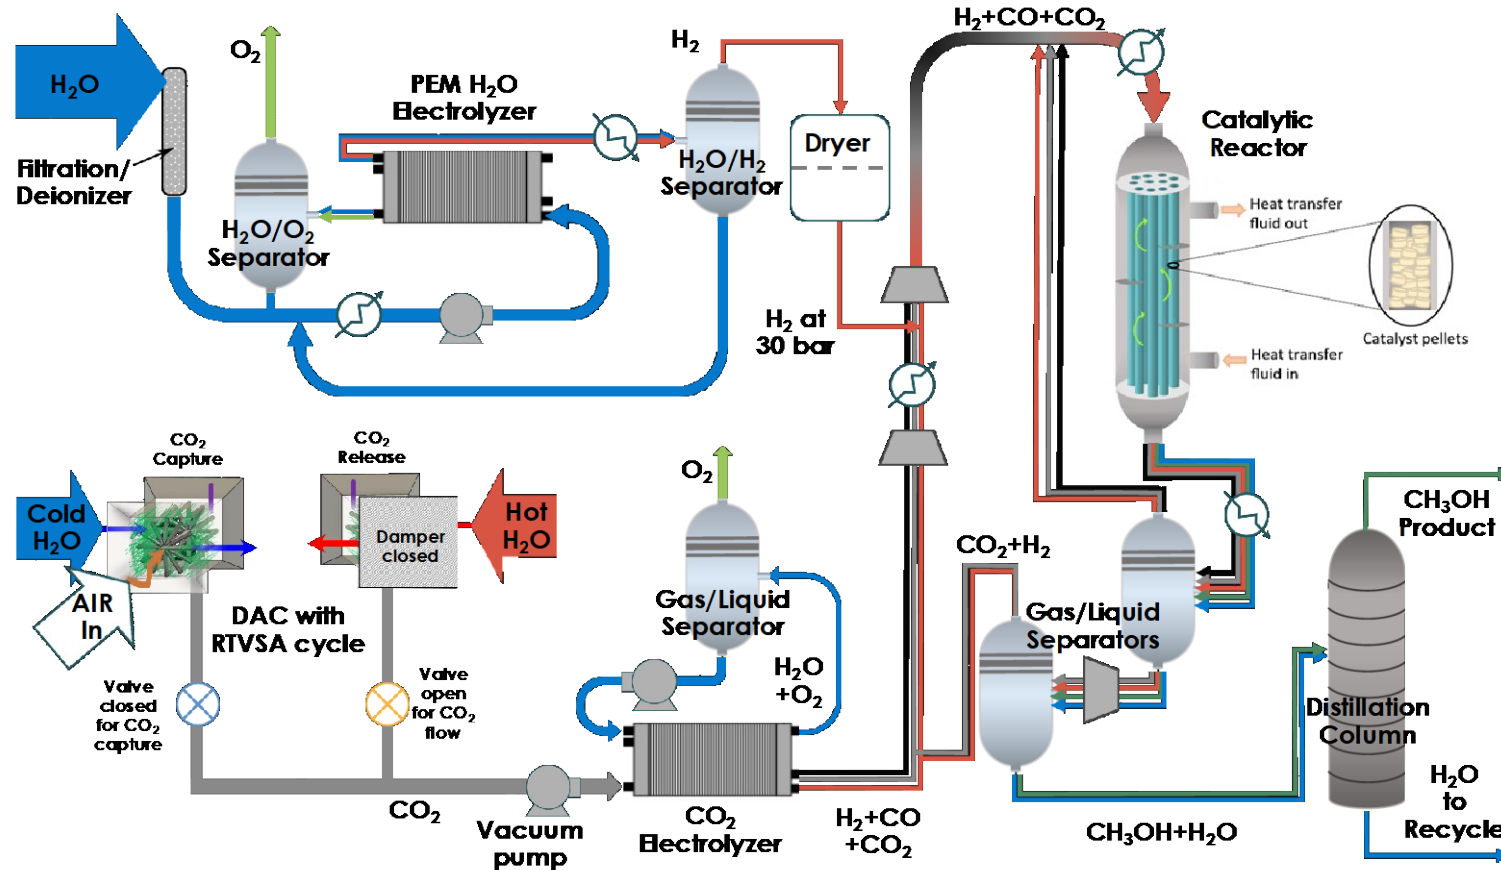 H₂O
Filtration/
Deionizer
O₂
H₂O/O₂
Separator
PEM H₂O
Electrolyzer
H₂
H₂O/H₂
Separator
Dryer
H₂ at
30 bar
H₂+CO+CO₂
Catalytic
Reactor
Heat transfer
fluid out
Heat transfer
fluid in
Catalyst pellets
CO₂
Capture
CO₂
Release
Cold
H₂O
AIR
In
Damper
closed
Hot
H₂O
DAC with
RTVSA cycle
Valve
closed
for CO₂
capture
Valve
open
for CO₂
flow
CO₂
Vacuum
pump
O₂
Gas/Liquid
Separator
H₂O
+O₂
CO₂
Electrolyzer
H₂+CO
+CO₂
CO₂+H₂
Gas/Liquid
Separators
CH₃OH+H₂O
CH₃OH
Product
Distillation
Column
H₂O
to
Recycle